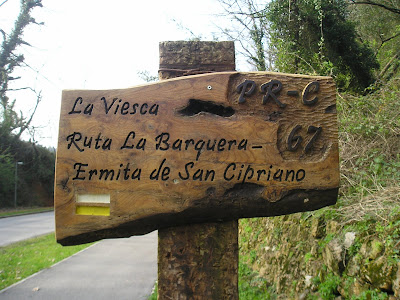 La Viesca
PR-C
67
Ruta La Barquera-
Ermita de San Cipriano